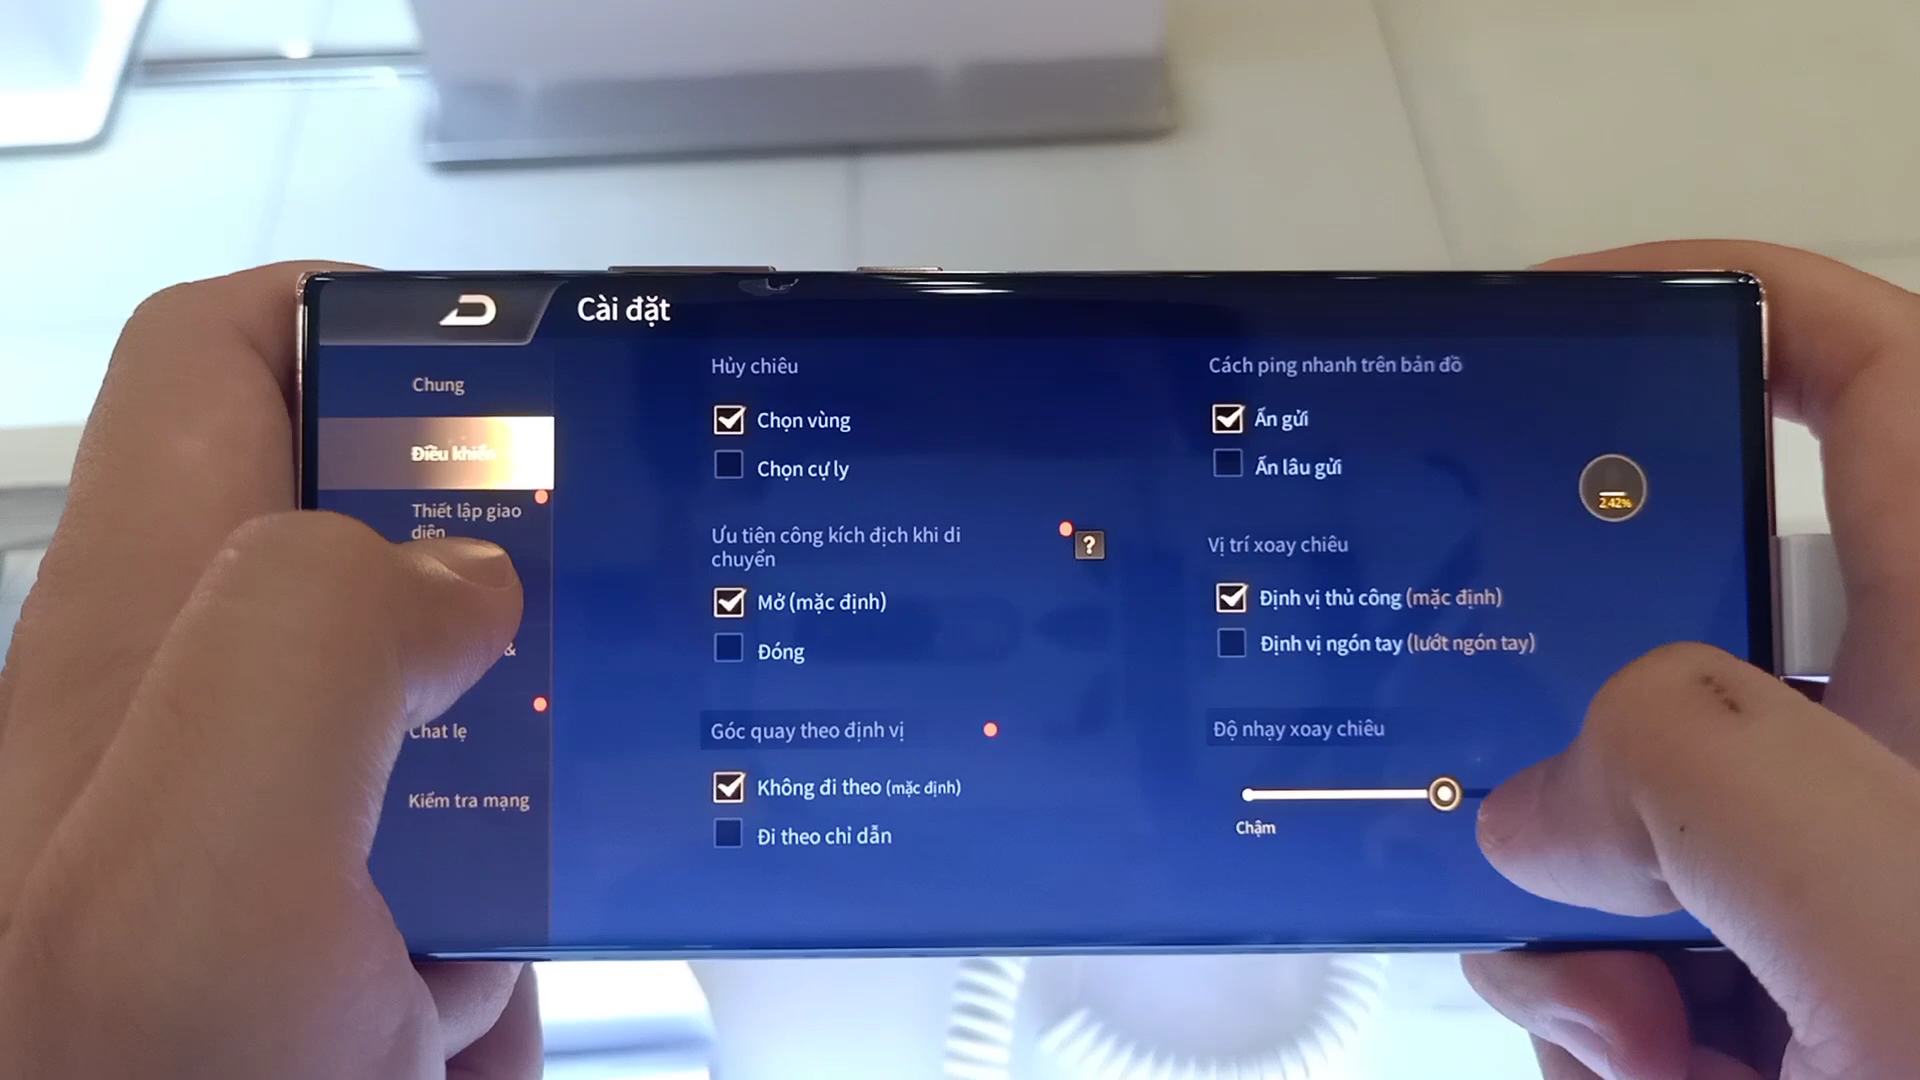 Cài đặt
Chung
Điều khiển
Thiết lập giao
diện
&
Chat lẹ
Kiểm tra mạng
Hủy chiêu
Chọn vùng
Chọn cự ly
Ưu tiên công kích địch khi di
chuyển
?
Mở (mặc định)
Đóng
Góc quay theo định vị
Không đi theo (mặc định)
Đi theo chỉ dẫn
Cách ping nhanh trên bản đồ
Ấn gửi
Ấn lâu gửi
2,42%
Vị trí xoay chiêu
Định vị thủ công (mặc định)
Định vị ngón tay (lướt ngón tay)
Độ nhạy xoay chiêu
Chậm